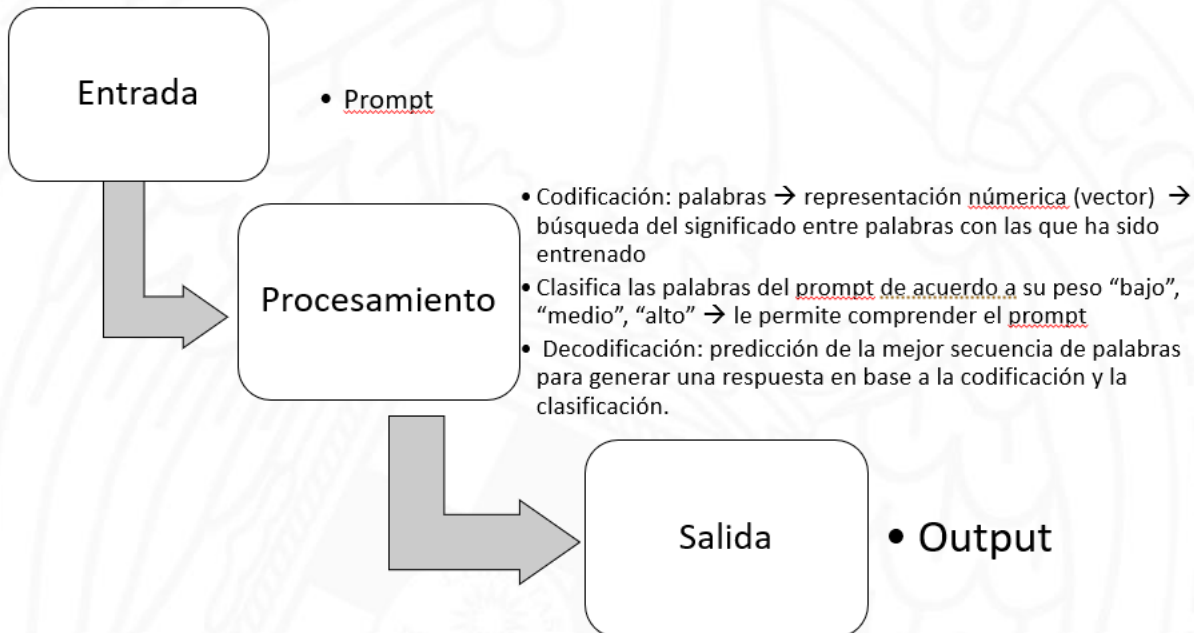 Entrada
• Prompt
Procesamiento
• Codificación: palabras → representación númerica (vector) →
búsqueda del significado entre palabras con las que ha sido
entrenado
• Clasifica las palabras del prompt de acuerdo a su peso “bajo”,
“medio”, “alto” → le permite comprender el prompt
• Decodificación: predicción de la mejor secuencia de palabras
para generar una respuesta en base a la codificación y la
clasificación.
Salida
• Output